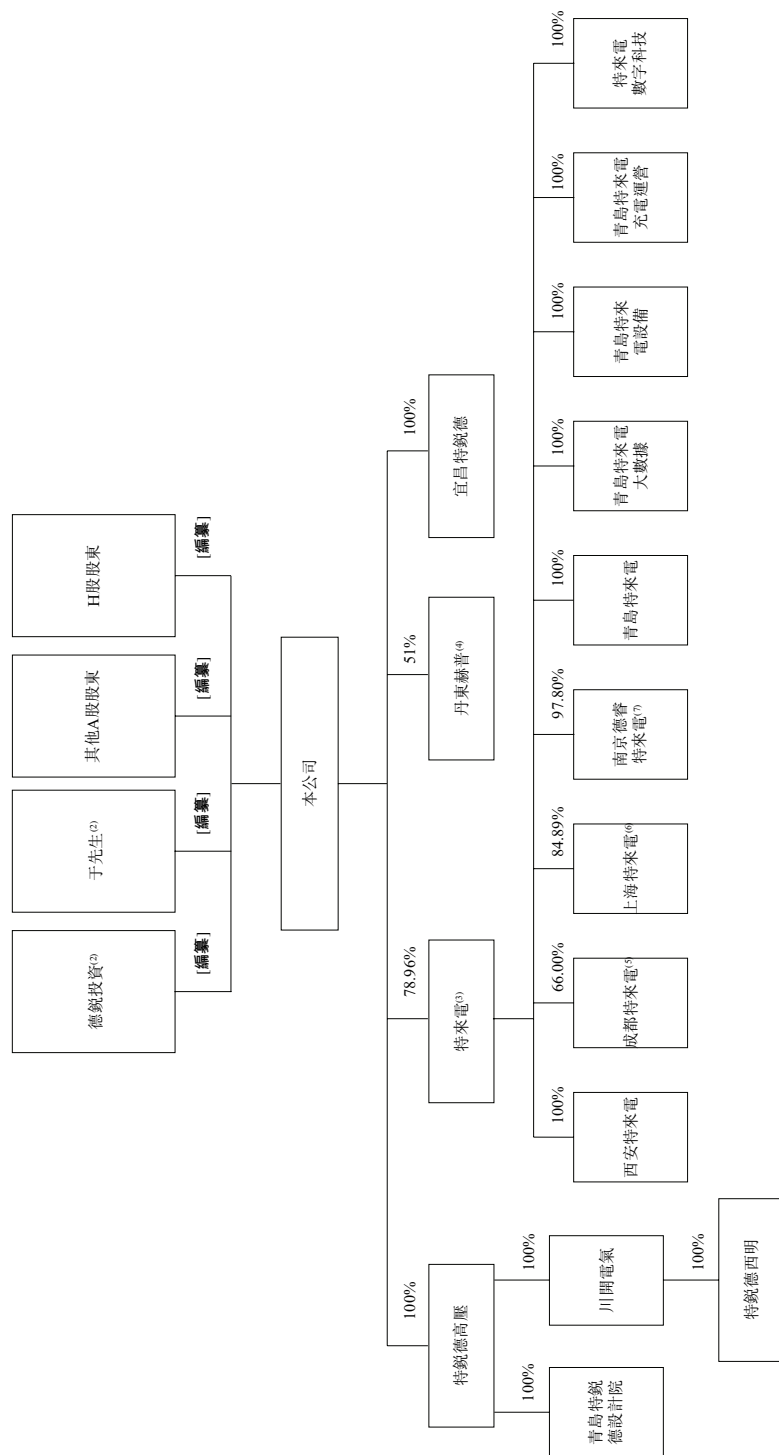 德銳投資(2)
于先生(2)
其他A股股東
H股股東
[編纂]
[編纂]
[編纂]
[編纂]
本公司
100%
78.96%
51%
100%
特銳德高壓
特來電(3)
丹東赫普(4)
宜昌特銳德
100%
100%
100%
66.00%
84.89%
97.80%
100%
100%
100%
100%
100%
青島特銳
德設計院
川開電氣
西安特來電
成都特來電(5)
上海特來電(6)
南京德睿
特來電(7)
青島特來電
青島特來電
大數據
青島特來
電設備
青島特來電
充電運營
特來電
數字科技
100%
特銳德西明